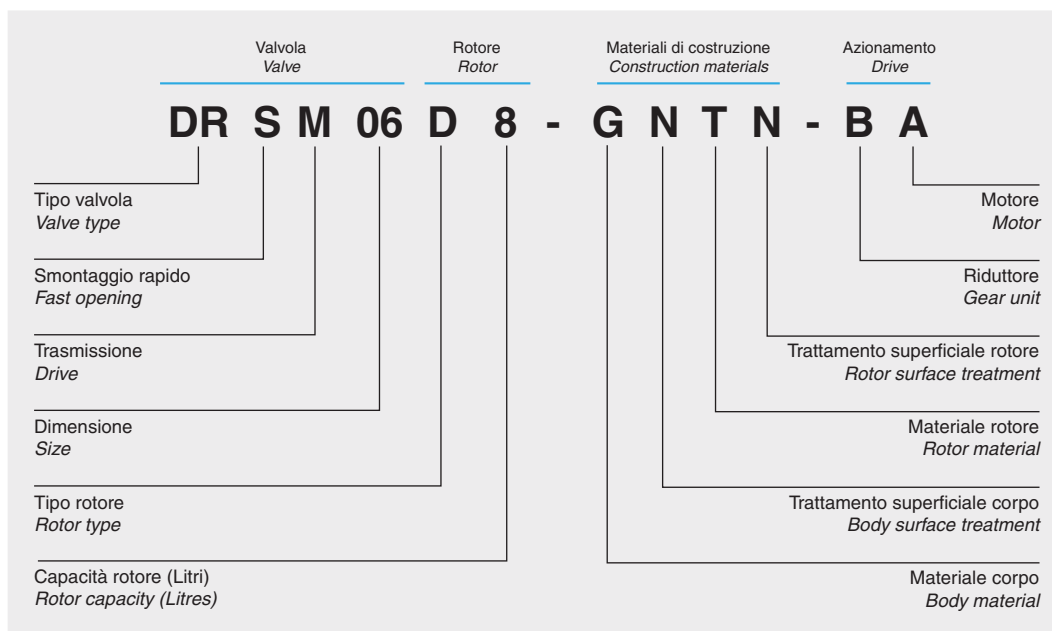 Valvola
Valve
Rotore
Rotor
Materiali di costruzione
Construction materials
Azionamento
Drive
DR S M 06 D 8 - G N T N - B A
Tipo valvola
Valve type
Motore
Motor
Smontaggio rapido
Fast opening
Riduttore
Gear unit
Trasmissione
Drive
Trattamento superficiale rotore
Rotor surface treatment
Dimensione
Size
Materiale rotore
Rotor material
Tipo rotore
Rotor type
Trattamento superficiale corpo
Body surface treatment
Capacità rotore (Litri)
Rotor capacity (Litres)
Materiale corpo
Body material